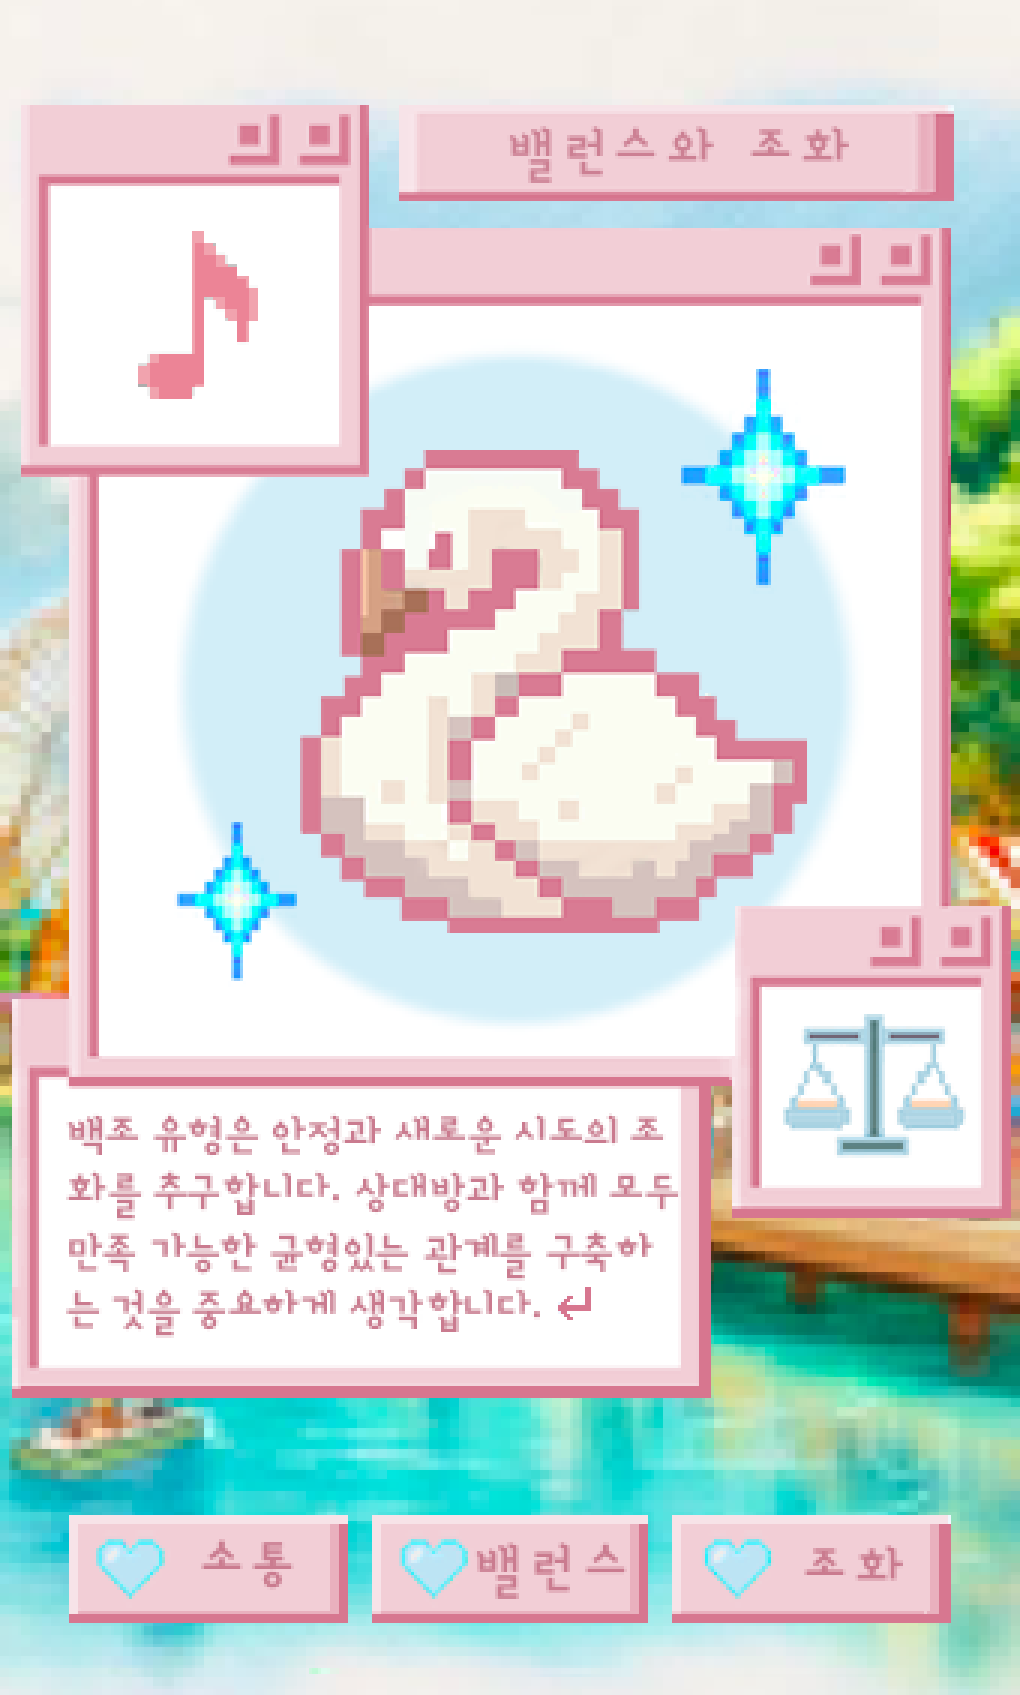 밸런스와 조화
백조 유형은 안정과 새로운 시도의 조
화를 추구합니다. 상대방과 함께 모두
만족 가능한 균형있는 관계를 구축하
는 것을 중요하게 생각합니다. ↵
소통
밸런스
조화